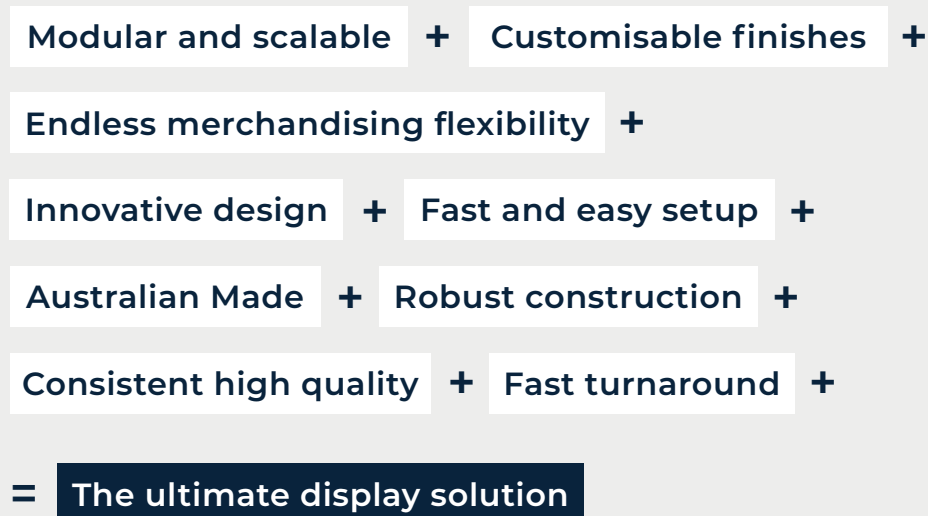 Modular and scalable + Customisable finishes +
Endless merchandising flexibility +
Innovative design + Fast and easy setup +
Australian Made + Robust construction +
Consistent high quality + Fast turnaround +
= The ultimate display solution